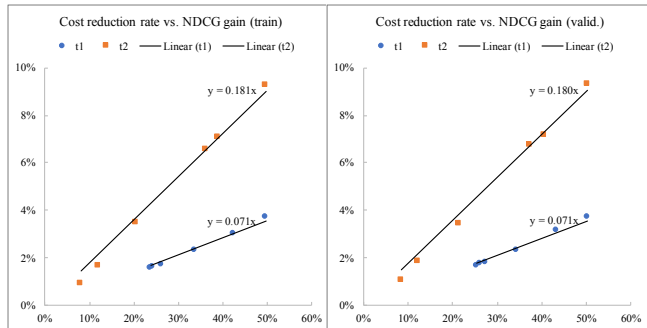 Cost reduction rate vs. NDCG gain (train)
t1 t2 Linear (t1) Linear (t2)
10%
8%
6%
4%
2%
0%
y = 0.181x
y = 0.071x
0% 10% 20% 30% 40% 50% 60%
Cost reduction rate vs. NDCG gain (valid.)
t1 t2 Linear (t1) Linear (t2)
10%
8%
6%
4%
2%
0%
y = 0.180x
y = 0.071x
0% 10% 20% 30% 40% 50% 60%